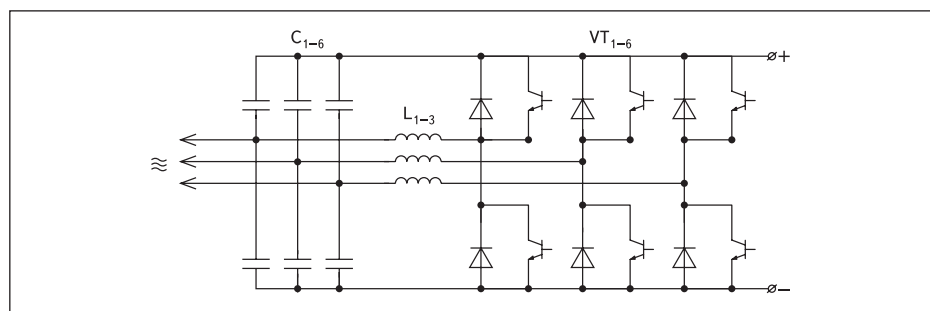 C₁₋₆ VT₁₋₆
+
L₁₋₃
≋
−